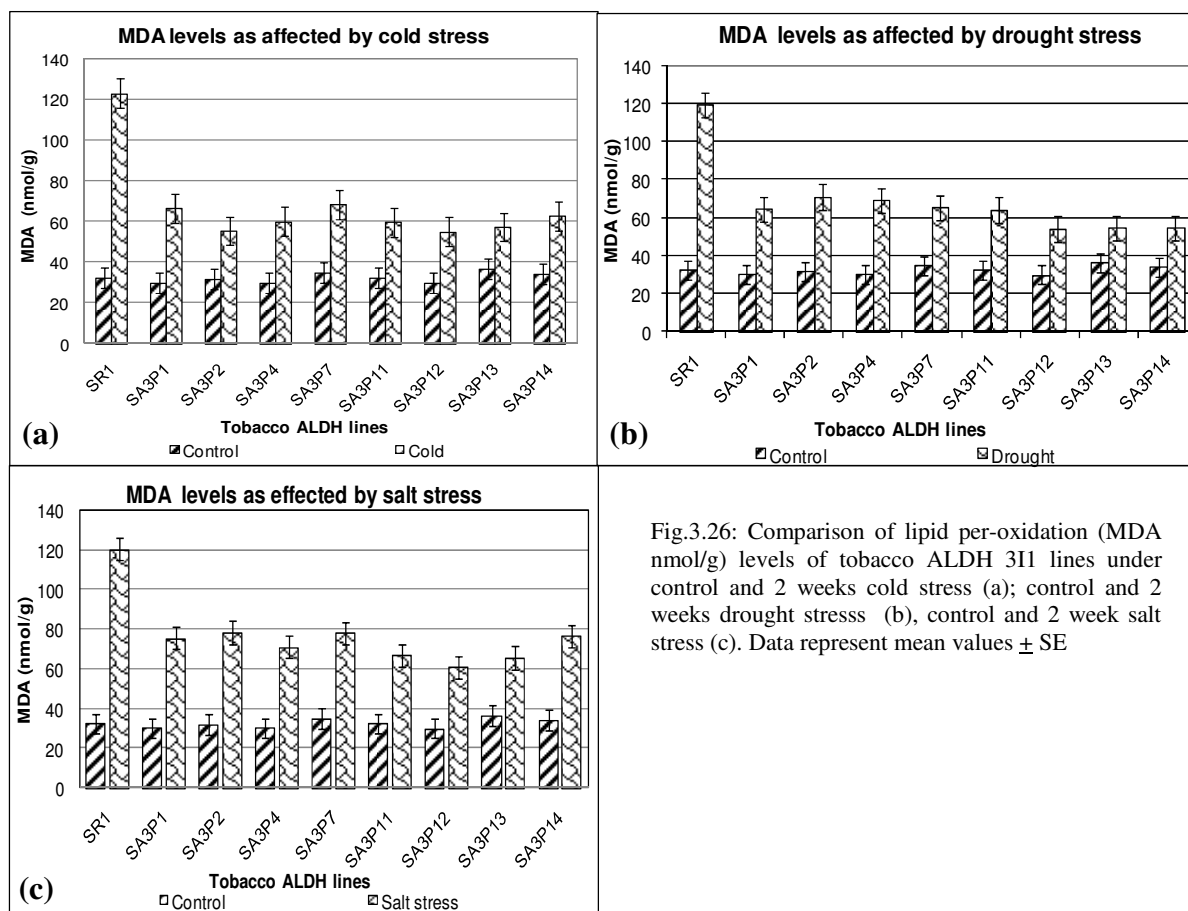 MDA levels as affected by cold stress
140
120
100
80
60
40
20
0
MDA (nmol/g)
SR1
SA3P1
SA3P2
SA3P4
SA3P7
SA3P11
SA3P12
SA3P13
SA3P14
(a)
Tobacco ALDH lines
Control
Cold
MDA levels as affected by drought stress
140
120
100
80
60
40
20
0
MDA (nmol/g)
SR1
SA3P1
SA3P2
SA3P4
SA3P7
SA3P11
SA3P12
SA3P13
SA3P14
(b)
Tobacco ALDH lines
Control
Drought
MDA levels as effected by salt stress
140
120
100
80
60
40
20
0
MDA (nmol/g)
SR1
SA3P1
SA3P2
SA3P4
SA3P7
SA3P11
SA3P12
SA3P13
SA3P14
(c)
Tobacco ALDH lines
Control
Salt stress
Fig.3.26: Comparison of lipid per-oxidation (MDA
nmol/g) levels of tobacco ALDH 3I1 lines under
control and 2 weeks cold stress (a); control and 2
weeks drought stresss (b), control and 2 week salt
stress (c). Data represent mean values ± SE